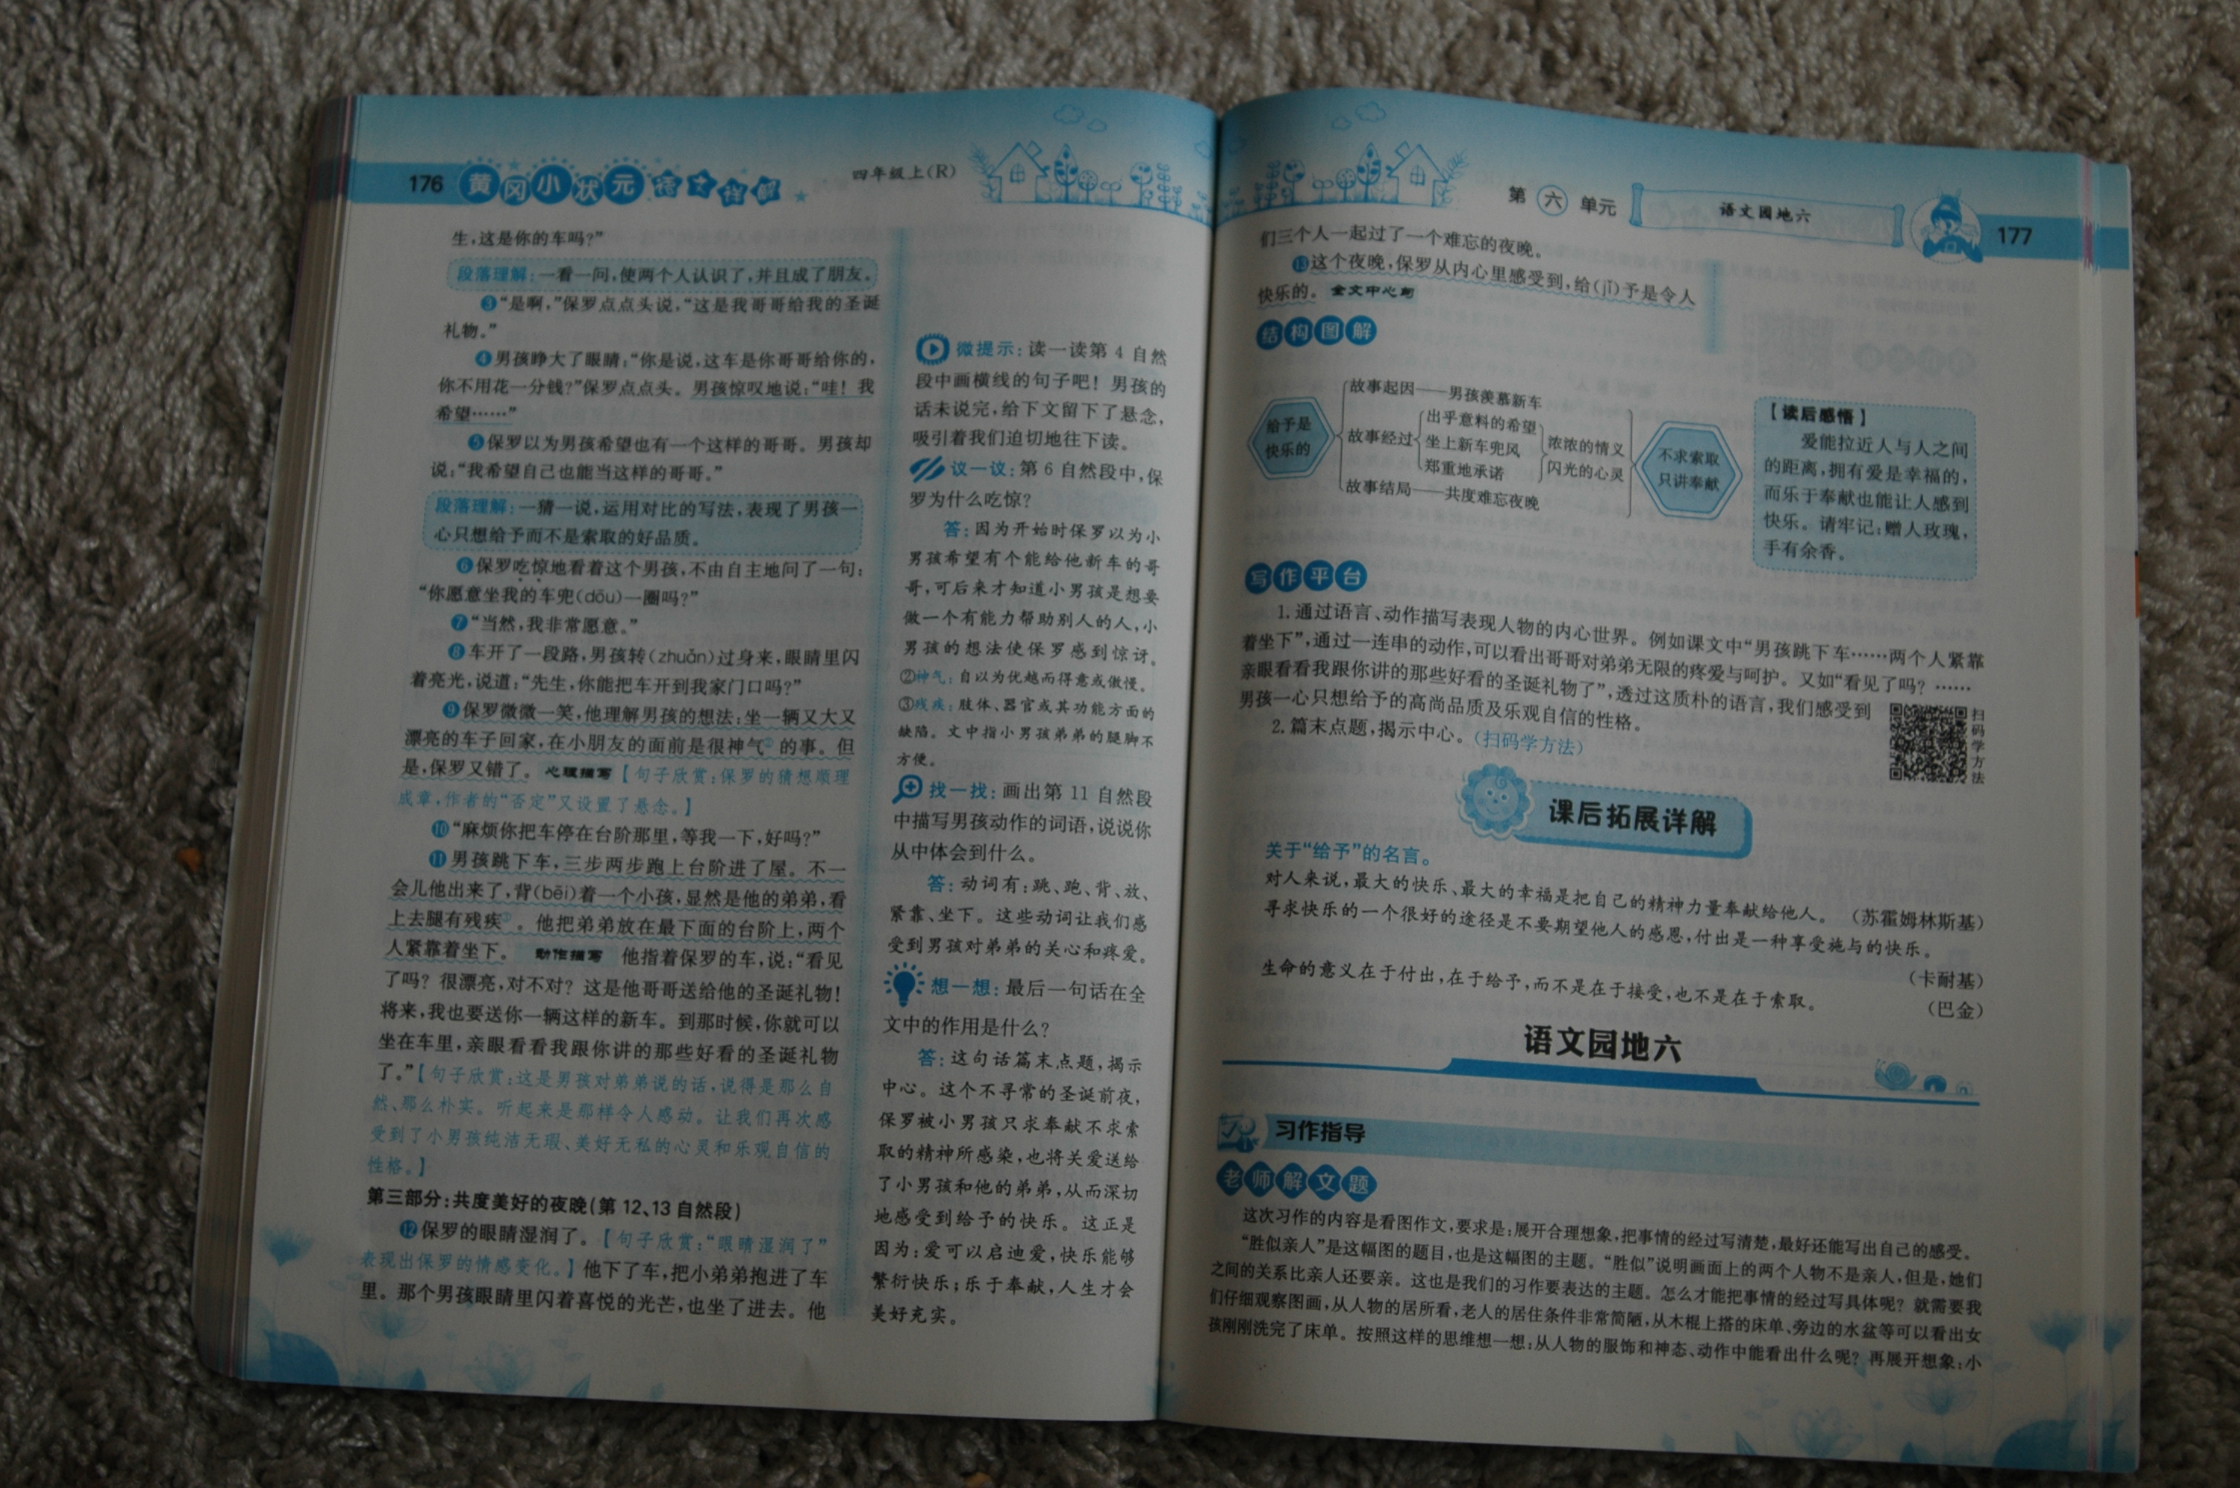 176 黄冈小状元 语文详解 四年级上(R)
生,这是你的车吗?”
段落理解:一看一问,使两个人认识了,并且成了朋友。
❸“是啊。”保罗点点头说,“这是我哥哥给我的圣诞
礼物。”
❹男孩睁大了眼睛:“你是说,这车是你哥哥给你的,
你不用花一分钱?”保罗点点头。男孩惊叹地说:“哇!我
希望……”
❺保罗以为男孩希望也有一个这样的哥哥。男孩却
说:“我希望自己也能当这样的哥哥。”
段落理解:一猜一说,运用对比的写法,表现了男孩一
心只想给予而不是索取的好品质。
❻保罗吃惊地看着这个男孩,不由自主地问了一句:
“你愿意坐我的车兜(dōu)一圈吗?”
❼“当然,我非常愿意。”
❽车开了一段路,男孩转(zhuǎn)过身来,眼睛里闪
着亮光,说道:“先生,你能把车开到我家门口吗?”
❾保罗微微一笑,他理解男孩的想法:坐一辆又大又
漂亮的车子回家,在小朋友的面前是很神气②的事。但
是,保罗又错了。 心理描写【句子欣赏:保罗的猜想顺理
成章,作者的“否定”又设置了悬念。】
❿“麻烦你把车停在台阶那里,等我一下,好吗?”
⓫男孩跳下车,三步两步跑上台阶进了屋。不一
会儿他出来了,背(bēi)着一个小孩,显然是他的弟弟,看
上去腿有残疾③。他把弟弟放在最下面的台阶上,两个
人紧靠着坐下。 动作描写 他指着保罗的车,说:“看见
了吗?很漂亮,对不对?这是他哥哥送给他的圣诞礼物!
将来,我也要送你一辆这样的新车。到那时候,你就可以
坐在车里,亲眼看看我跟你讲的那些好看的圣诞礼物
了。”【句子欣赏:这是男孩对弟弟说的话,说得是那么自
然、那么朴实。听起来是那样令人感动。让我们再次感
受到了小男孩纯洁无瑕、美好无私的心灵和乐观自信的
性格。】
第三部分:共度美好的夜晚(第 12、13 自然段)
⓬保罗的眼睛湿润了。【句子欣赏:“眼睛湿润了”
表现出保罗的情感变化。】他下了车,把小弟弟抱进了车
里。那个男孩眼睛里闪着喜悦的光芒,也坐了进去。他
微提示:读一读第 4 自然
段中画横线的句子吧!男孩的
话未说完,给下文留下了悬念,
吸引着我们迫切地往下读。
议一议:第 6 自然段中,保
罗为什么吃惊?
答:因为开始时保罗以为小
男孩希望有个能给他新车的哥
哥,可后来才知道小男孩是想要
做一个有能力帮助别人的人,小
男孩的想法使保罗感到惊讶。
②神气:自以为优越而得意或傲慢。
③残疾:肢体、器官或其功能方面的
缺陷。文中指小男孩弟弟的腿脚不
方便。
找一找:画出第 11 自然段
中描写男孩动作的词语,说说你
从中体会到什么。
答:动词有:跳、跑、背、放、
紧靠、坐下。这些动词让我们感
受到男孩对弟弟的关心和疼爱。
想一想:最后一句话在全
文中的作用是什么?
答:这句话篇末点题,揭示
中心。这个不寻常的圣诞前夜,
保罗被小男孩只求奉献不求索
取的精神所感染,也将关爱送给
了小男孩和他的弟弟,从而深切
地感受到给予的快乐。这正是
因为:爱可以启迪爱,快乐能够
繁衍快乐;乐于奉献,人生才会
美好充实。
第六单元 语文园地六 177
们三个人一起过了一个难忘的夜晚。
⓭这个夜晚,保罗从内心里感受到,给(jǐ)予是令人
快乐的。 全文中心句
结构图解
给予是
快乐的
故事起因——男孩羡慕新车
故事经过
出乎意料的希望
坐上新车兜风
郑重地承诺
浓浓的情义
闪光的心灵
故事结局——共度难忘夜晚
不求索取
只讲奉献
【读后感悟】
爱能拉近人与人之间
的距离,拥有爱是幸福的,
而乐于奉献也能让人感到
快乐。请牢记:赠人玫瑰,
手有余香。
写作平台
1. 通过语言、动作描写表现人物的内心世界。例如课文中“男孩跳下车……两个人紧靠
着坐下”,通过一连串的动作,可以看出哥哥对弟弟无限的疼爱与呵护。又如“看见了吗?……
亲眼看看我跟你讲的那些好看的圣诞礼物了”,透过这质朴的语言,我们感受到
男孩一心只想给予的高尚品质及乐观自信的性格。
2. 篇末点题,揭示中心。(扫码学方法)
扫码学方法
课后拓展详解
关于“给予”的名言。
对人来说,最大的快乐、最大的幸福是把自己的精神力量奉献给他人。 (苏霍姆林斯基)
寻求快乐的一个很好的途径是不要期望他人的感恩,付出是一种享受施与的快乐。
(卡耐基)
生命的意义在于付出,在于给予,而不是在于接受,也不是在于索取。 (巴金)
语文园地六
习作指导
老师解文题
这次习作的内容是看图作文,要求是:展开合理想象,把事情的经过写清楚,最好还能写出自己的感受。
“胜似亲人”是这幅图的题目,也是这幅图的主题。“胜似”说明画面上的两个人物不是亲人,但是,她们
之间的关系比亲人还要亲。这也是我们的习作要表达的主题。怎么才能把事情的经过写具体呢?就需要我
们仔细观察图画,从人物的居所看,老人的居住条件非常简陋,从木棍上搭的床单、旁边的水盆等可以看出女
孩刚刚洗完了床单。按照这样的思维想一想:从人物的服饰和神态、动作中能看出什么呢?再展开想象:小